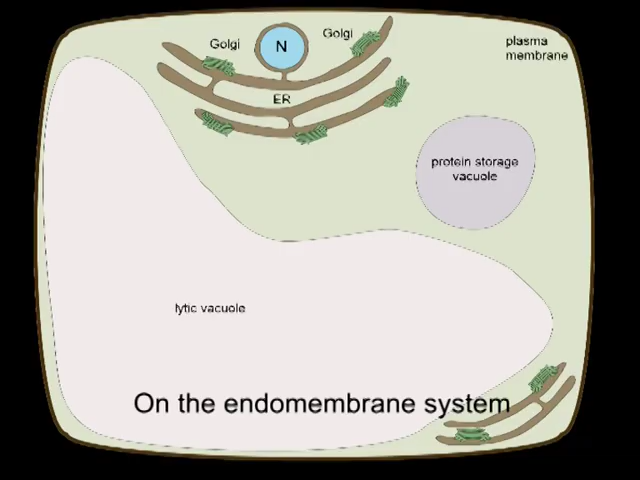 Golgi
N
Golgi
plasma
membrane
ER
protein storage
vacuole
lytic vacuole
On the endomembrane system